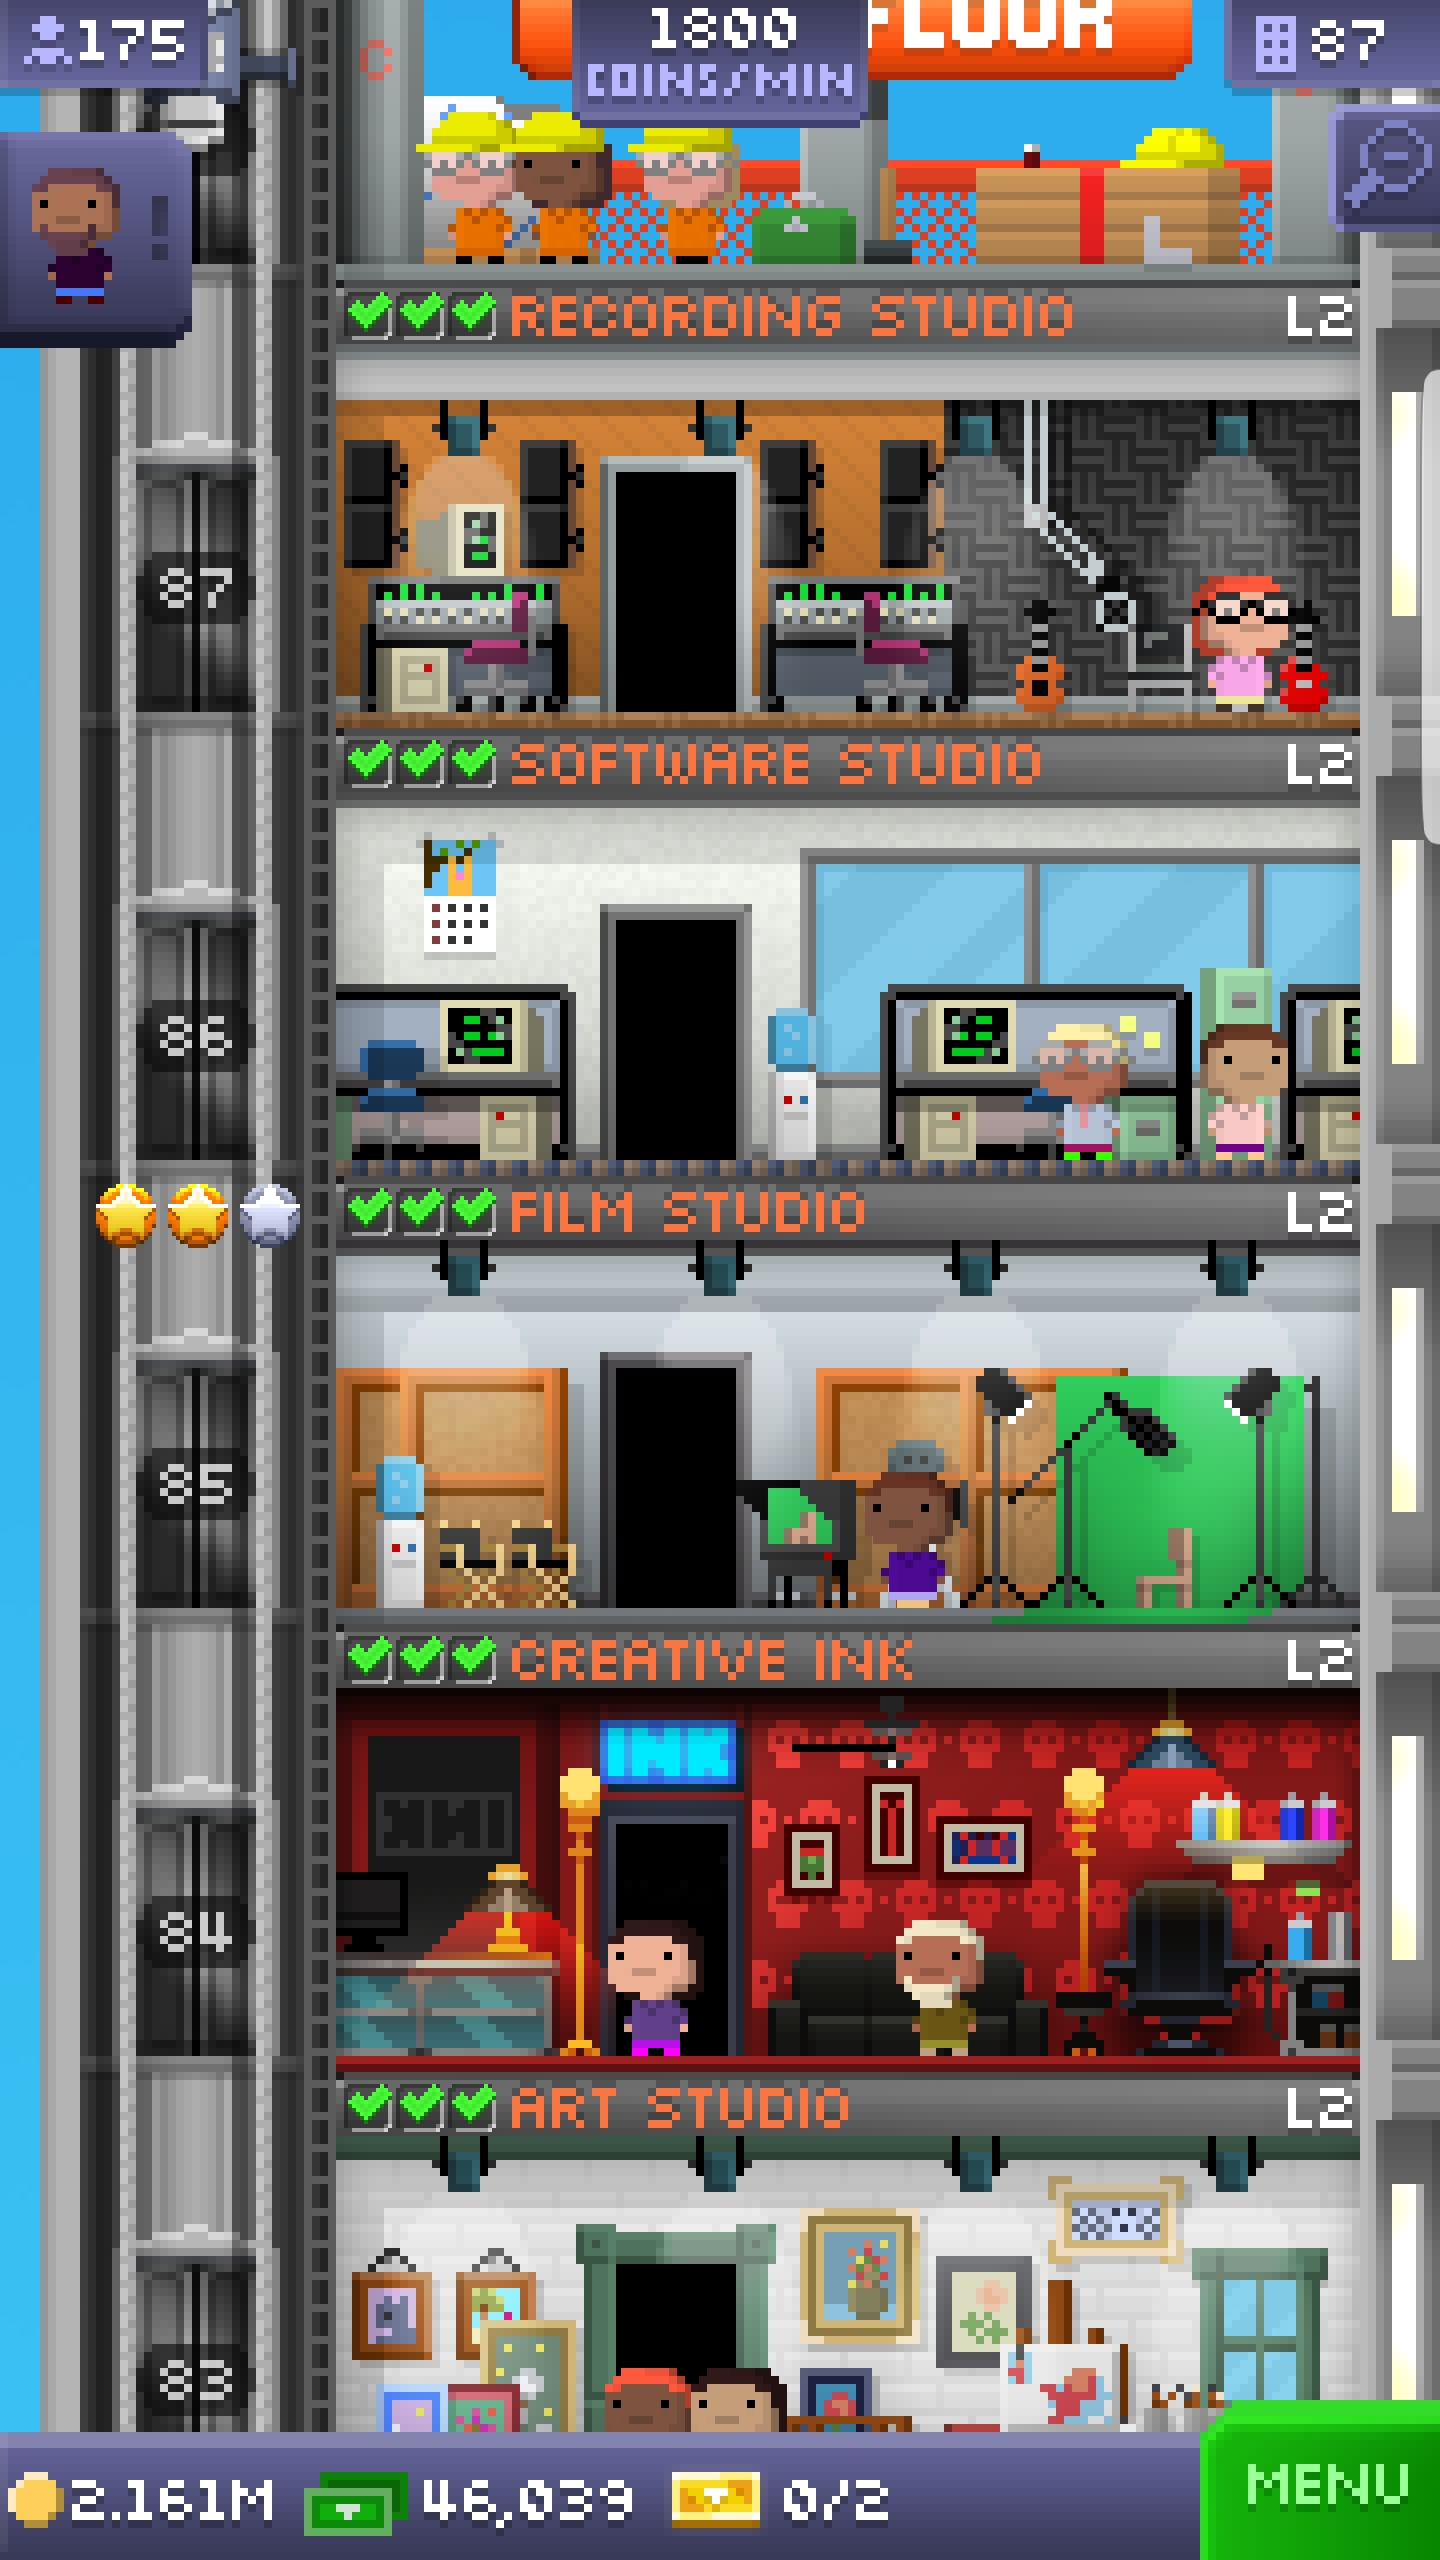 175
1800
COINS/MIN
FLOOR
87
RECORDING STUDIO L2
87
SOFTWARE STUDIO L2
86
FILM STUDIO L2
85
CREATIVE INK L2
INK
84
ART STUDIO L2
83
2.161M 46,039 0/2
MENU